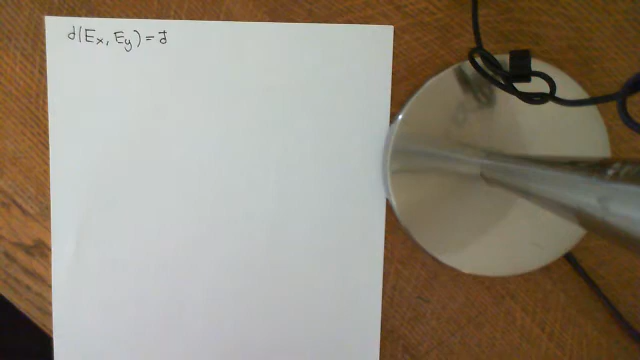 d(Ex, Ey) = d